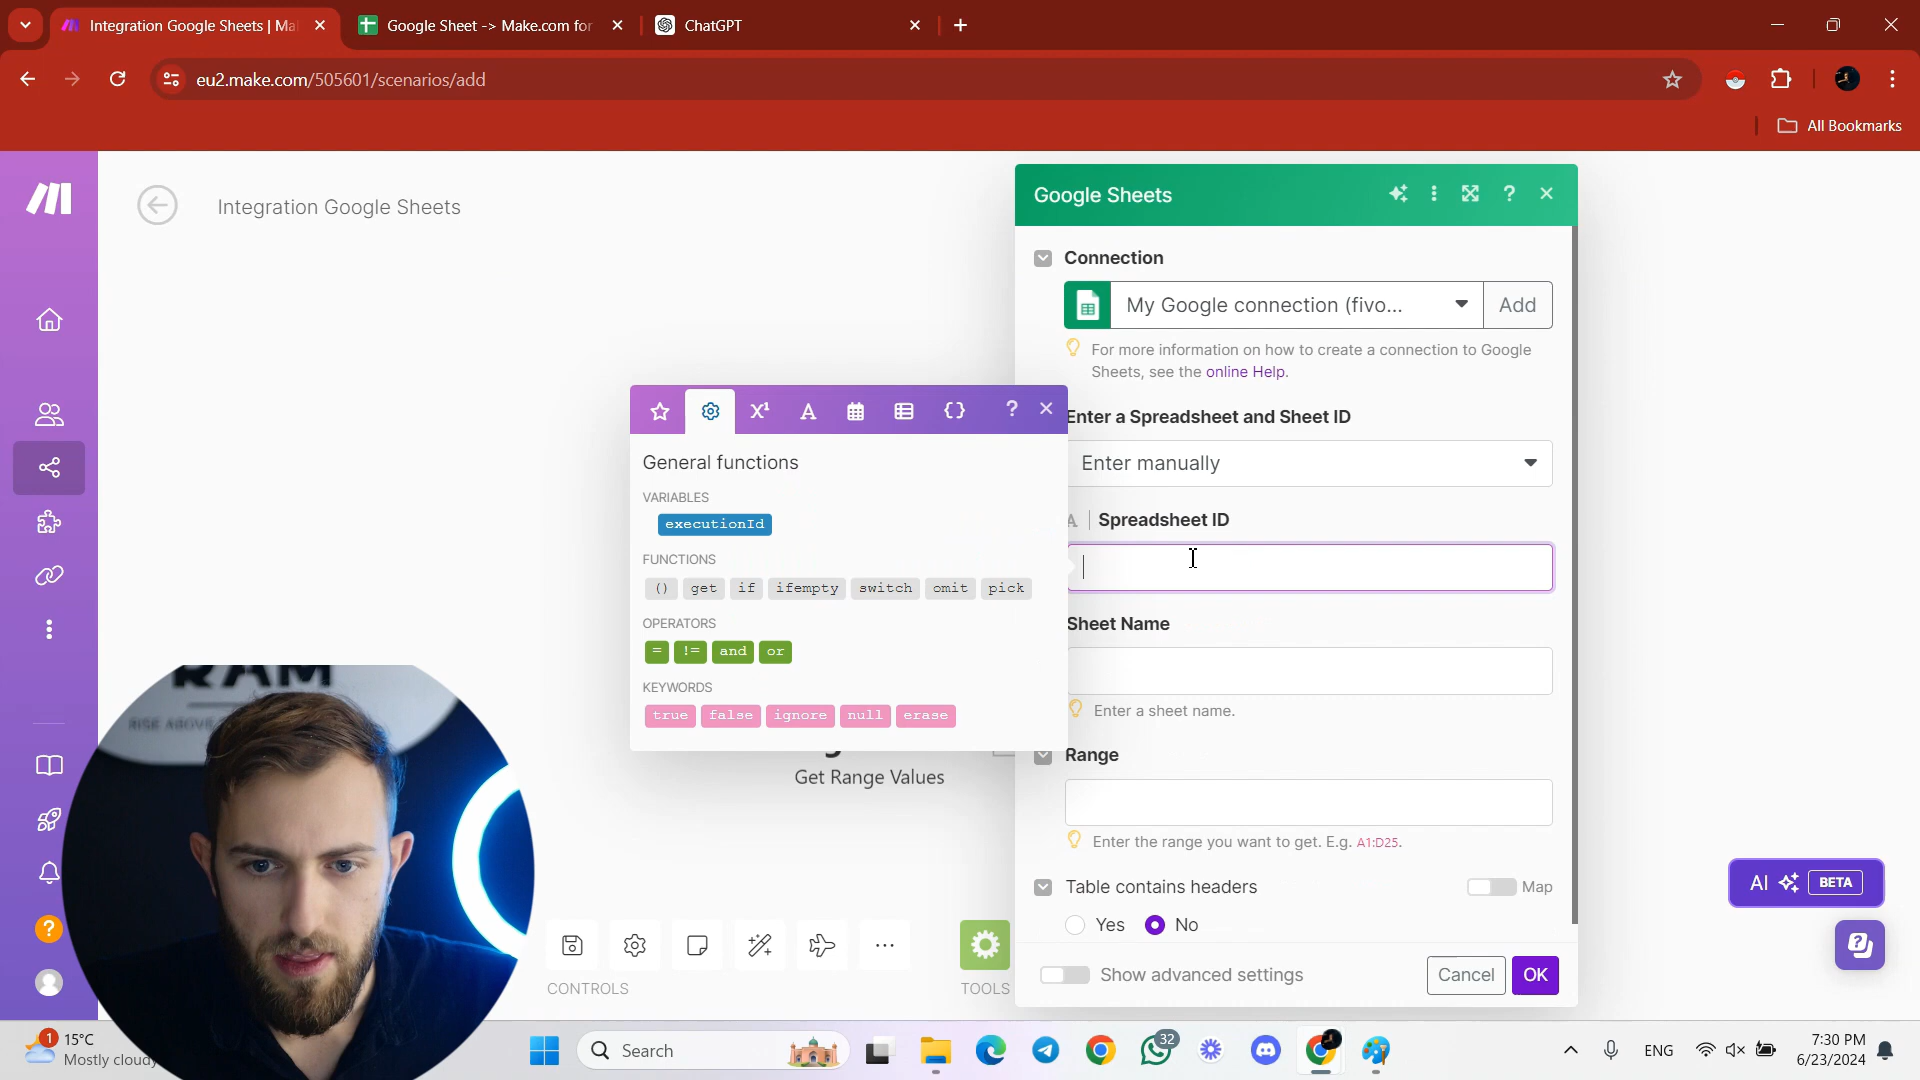 Integration Google Sheets | Ma
Google Sheet -> Make.com for
ChatGPT
eu2.make.com/505601/scenarios/add
All Bookmarks
Integration Google Sheets
Google Sheets
Connection
My Google connection (fivo...
Add
For more information on how to create a connection to Google
Sheets, see the online Help.
Enter a Spreadsheet and Sheet ID
Enter manually
A Spreadsheet ID
Sheet Name
Enter a sheet name.
Range
Enter the range you want to get. E.g. A1:D25.
Table contains headers
Map
Yes
No
Show advanced settings
Cancel
OK
General functions
VARIABLES
executionId
FUNCTIONS
() get if ifempty switch omit pick
OPERATORS
= != and or
KEYWORDS
true false ignore null erase
Get Range Values
CONTROLS
TOOLS
AI BETA
RAM
RISE ABOVE
1
15°C
Mostly cloudy
Search
32
ENG
7:30 PM
6/23/2024